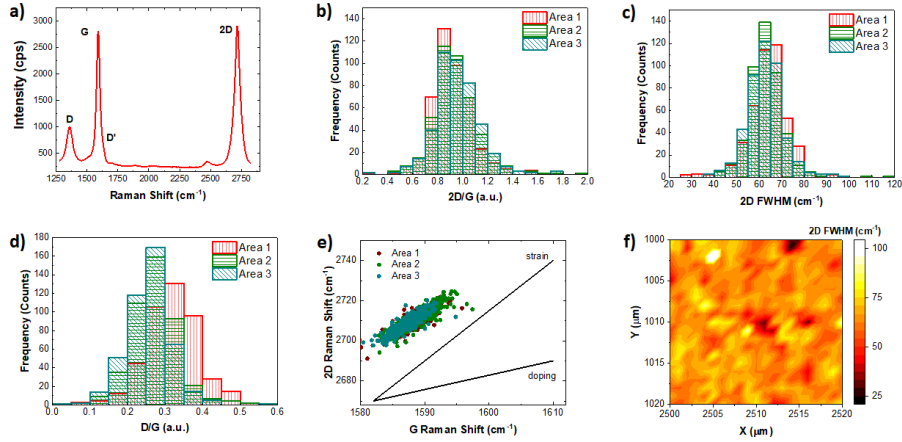 a)
Intensity (cps)
3000
2500
2000
1500
1000
500
D
G
D'
2D
1250 1500 1750 2000 2250 2500 2750
Raman Shift (cm-1)
b)
Frequency (Counts)
140
120
100
80
60
40
20
0
Area 1
Area 2
Area 3
0.2 0.4 0.6 0.8 1.0 1.2 1.4 1.6 1.8 2.0
2D/G (a.u.)
c)
Frequency (Counts)
140
120
100
80
60
40
20
0
Area 1
Area 2
Area 3
20 30 40 50 60 70 80 90 100 110 120
2D FWHM (cm-1)
d)
Frequency (Counts)
180
160
140
120
100
80
60
40
20
0
Area 1
Area 2
Area 3
0.0 0.1 0.2 0.3 0.4 0.5 0.6
D/G (a.u.)
e)
2D Raman Shift (cm-1)
2740
2720
2700
2680
Area 1
Area 2
Area 3
strain
doping
1580 1590 1600 1610
G Raman Shift (cm-1)
f)
2D FWHM (cm-1)
Y (µm)
1000
1005
1010
1015
1020
2500 2505 2510 2515 2520
X (µm)
100
75
50
25